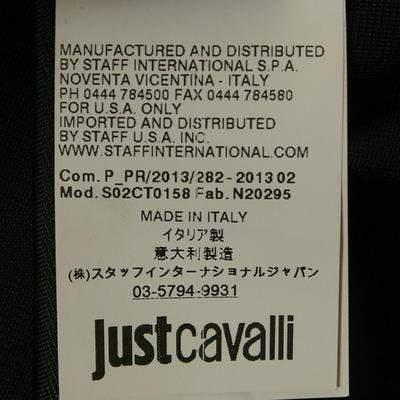 MANUFACTURED AND DISTRIBUTED
BY STAFF INTERNATIONAL S.P.A.
NOVENTA VICENTINA - ITALY
PH 0444 784500 FAX 0444 784580
FOR U.S.A. ONLY
IMPORTED AND DISTRIBUTED
BY STAFF U.S.A. INC.
WWW.STAFFINTERNATIONAL.COM
Com. P_PR/2013/282-2013 02
Mod. S02CT0158 Fab. N20295
MADE IN ITALY
イタリア製
意大利製造
(株)スタッフインターナショナルジャパン
03-5794-9931
justcavalli